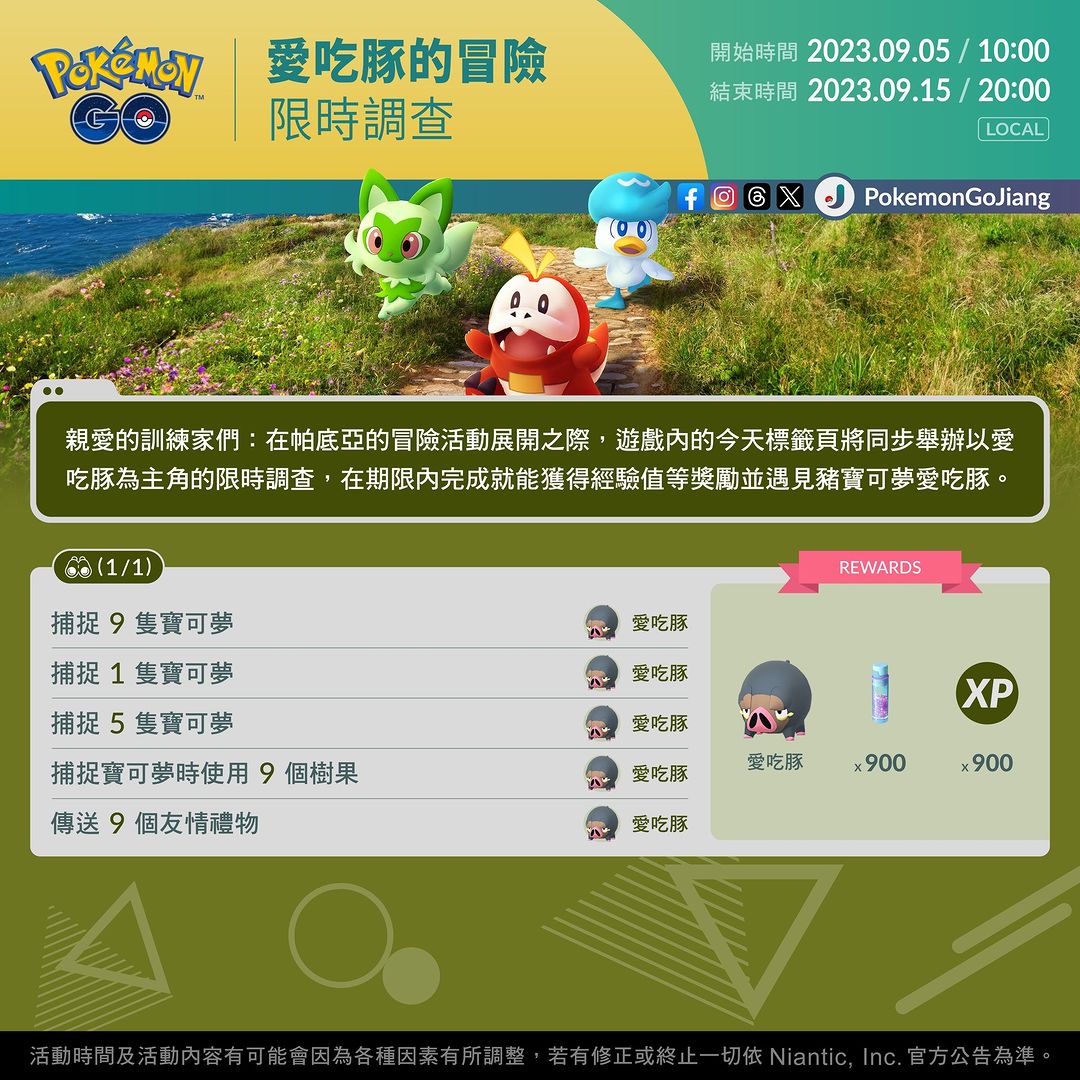 POKéMON
GO
TM
愛吃豚的冒險
限時調查
開始時間 2023.09.05 / 10:00
結束時間 2023.09.15 / 20:00
LOCAL
PokemonGoJiang
親愛的訓練家們：在帕底亞的冒險活動展開之際，遊戲內的今天標籤頁將同步舉辦以愛
吃豚為主角的限時調查，在期限內完成就能獲得經驗值等獎勵並遇見豬寶可夢愛吃豚。
(1/1)
捕捉 9 隻寶可夢 愛吃豚
捕捉 1 隻寶可夢 愛吃豚
捕捉 5 隻寶可夢 愛吃豚
捕捉寶可夢時使用 9 個樹果 愛吃豚
傳送 9 個友情禮物 愛吃豚
REWARDS
XP
愛吃豚 x900 x900
活動時間及活動內容有可能會因為各種因素有所調整，若有修正或終止一切依 Niantic, Inc. 官方公告為準。